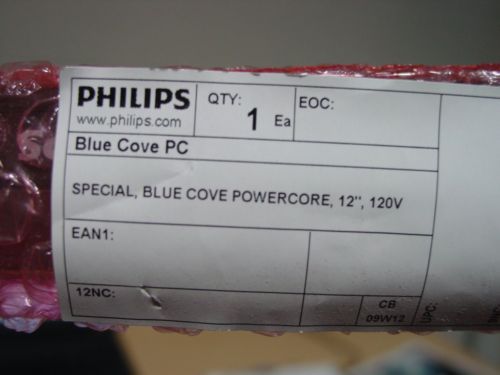 PHILIPS
www.philips.com
QTY:
1 Ea
EOC:
Blue Cove PC
SPECIAL, BLUE COVE POWERCORE, 12", 120V
EAN1:
12NC:
CB
09W12
UPC: